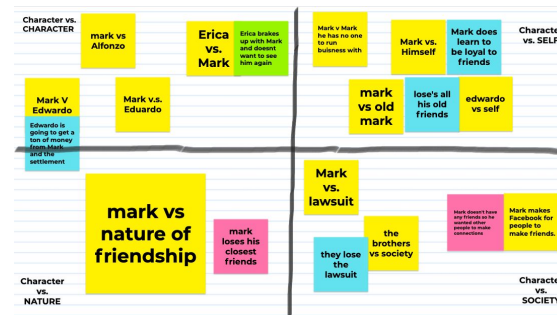 Character vs.
CHARACTER
mark vs
Alfonzo
Erica
vs.
Mark
Erica brakes
up with Mark
and doesnt
want to see
him again
Mark V
Edwardo
Mark v.s.
Eduardo
Edwardo is
going to get a
ton of money
from Mark
and the
settlement
Mark v Mark
he has no one
to run
buisness with
Mark vs.
Himself
Mark does
learn to
be loyal to
friends
Characte
vs. SELF
mark
vs old
mark
lose's all
his old
friends
edwardo
vs self
mark vs
nature of
friendship
mark
loses his
closest
friends
Character
vs.
NATURE
Mark
vs.
lawsuit
the
brothers
vs society
they lose
the
lawsuit
Mark doesn't have
any friends so he
wanted other
people to make
connections
Mark makes
Facebook for
people to
make friends.
Characte
vs.
SOCIETY